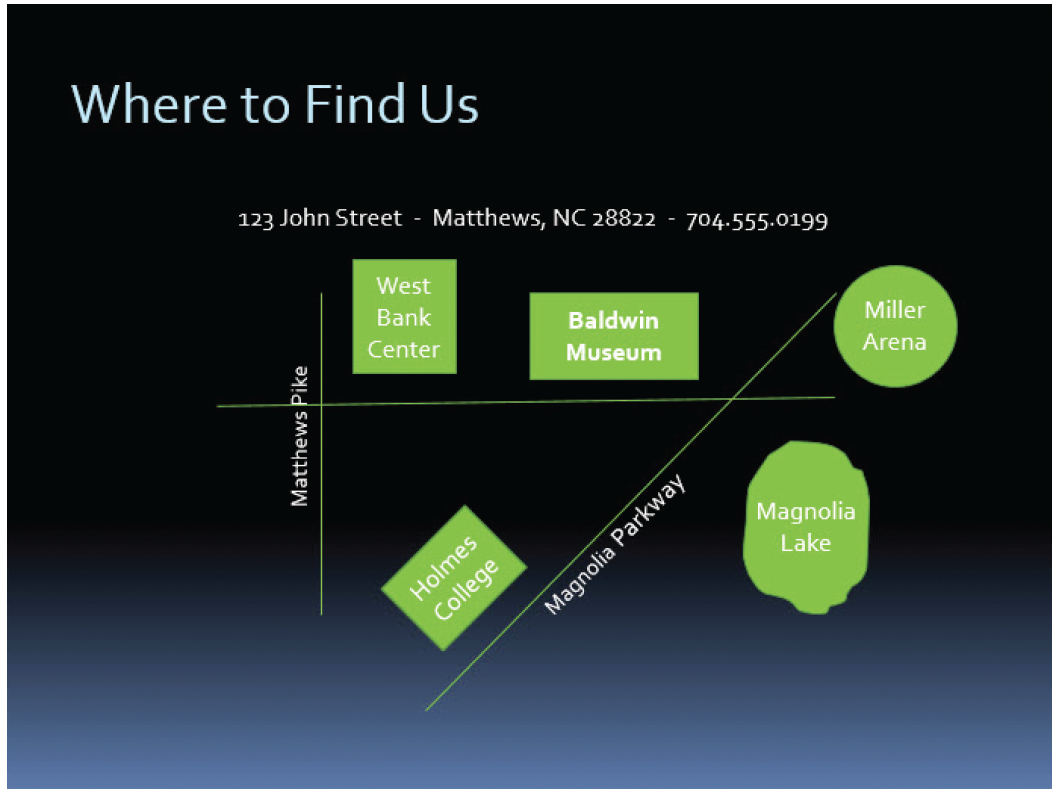 Where to Find Us
123 John Street - Matthews, NC 28822 - 704.555.0199
West
Bank
Center
Baldwin
Museum
Miller
Arena
Matthews Pike
Magnolia Parkway
Magnolia
Lake
Holmes
College